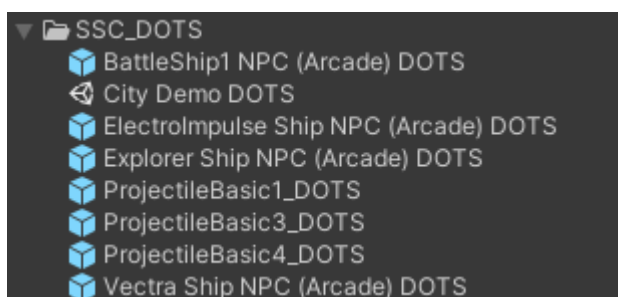 SSC_DOTS
BattleShip1 NPC (Arcade) DOTS
City Demo DOTS
ElectroImpulse Ship NPC (Arcade) DOTS
Explorer Ship NPC (Arcade) DOTS
ProjectileBasic1_DOTS
ProjectileBasic3_DOTS
ProjectileBasic4_DOTS
Vectra Ship NPC (Arcade) DOTS